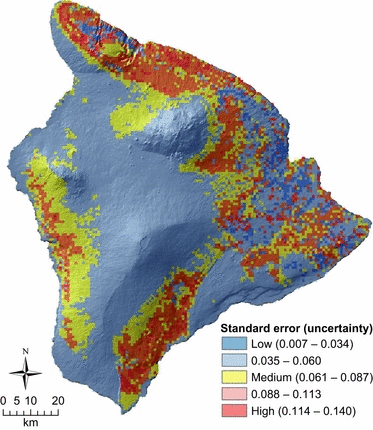 Standard error (uncertainty)
Low (0.007 – 0.034)
0.035 – 0.060
Medium (0.061 – 0.087)
0.088 – 0.113
High (0.114 – 0.140)
N
0 5 10 20
km